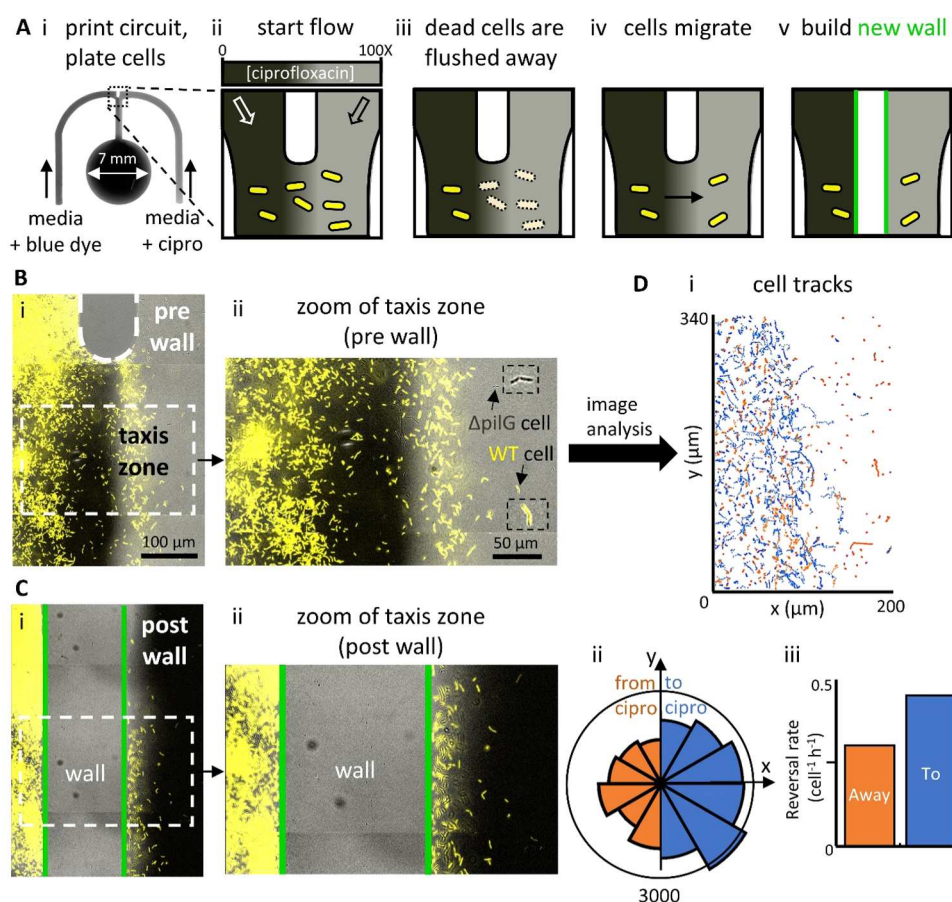 A i print circuit,
plate cells
7 mm
media
+ blue dye
media
+ cipro
ii start flow
0 100X
[ciprofloxacin]
iii dead cells are
flushed away
iv cells migrate
v build new wall
B
i
pre
wall
taxis
zone
100 µm
ii zoom of taxis zone
(pre wall)
ΔpilG cell
WT cell
50 µm
image
analysis
D i cell tracks
340
y (µm)
0
x (µm)
200
C
i
post
wall
wall
ii zoom of taxis zone
(post wall)
wall
ii
y
from to
cipro cipro
x
3000
iii
0.5
Reversal rate
(cell⁻¹ h⁻¹)
0
Away
To